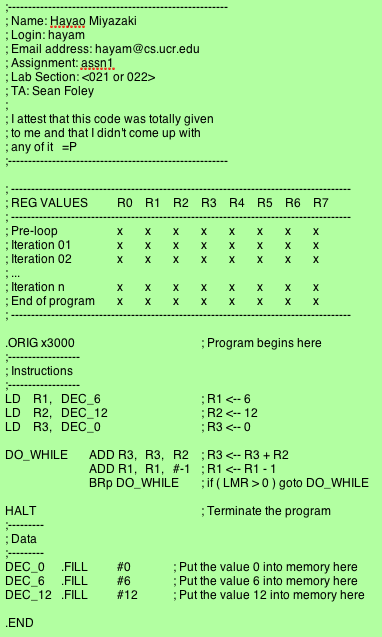 ;-------------------------------------------------------
; Name: Hayao Miyazaki
; Login: hayam
; Email address: hayam@cs.ucr.edu
; Assignment: assn1
; Lab Section: <021 or 022>
; TA: Sean Foley
;
; I attest that this code was totally given
; to me and that I didn't come up with
; any of it =P
;-------------------------------------------------------
; -------------------------------------------------------------------------------------
; REG VALUES R0 R1 R2 R3 R4 R5 R6 R7
; -------------------------------------------------------------------------------------
; Pre-loop x x x x x x x x
; Iteration 01 x x x x x x x x
; Iteration 02 x x x x x x x x
; ...
; Iteration n x x x x x x x x
; End of program x x x x x x x x
; -------------------------------------------------------------------------------------
.ORIG x3000 ; Program begins here
;------------------
; Instructions
;------------------
LD R1, DEC_6 ; R1 <-- 6
LD R2, DEC_12 ; R2 <-- 12
LD R3, DEC_0 ; R3 <-- 0
DO_WHILE ADD R3, R3, R2 ; R3 <-- R3 + R2
ADD R1, R1, #-1 ; R1 <-- R1 - 1
BRp DO_WHILE ; if ( LMR > 0 ) goto DO_WHILE
HALT ; Terminate the program
;---------
; Data
;---------
DEC_0 .FILL #0 ; Put the value 0 into memory here
DEC_6 .FILL #6 ; Put the value 6 into memory here
DEC_12 .FILL #12 ; Put the value 12 into memory here
.END